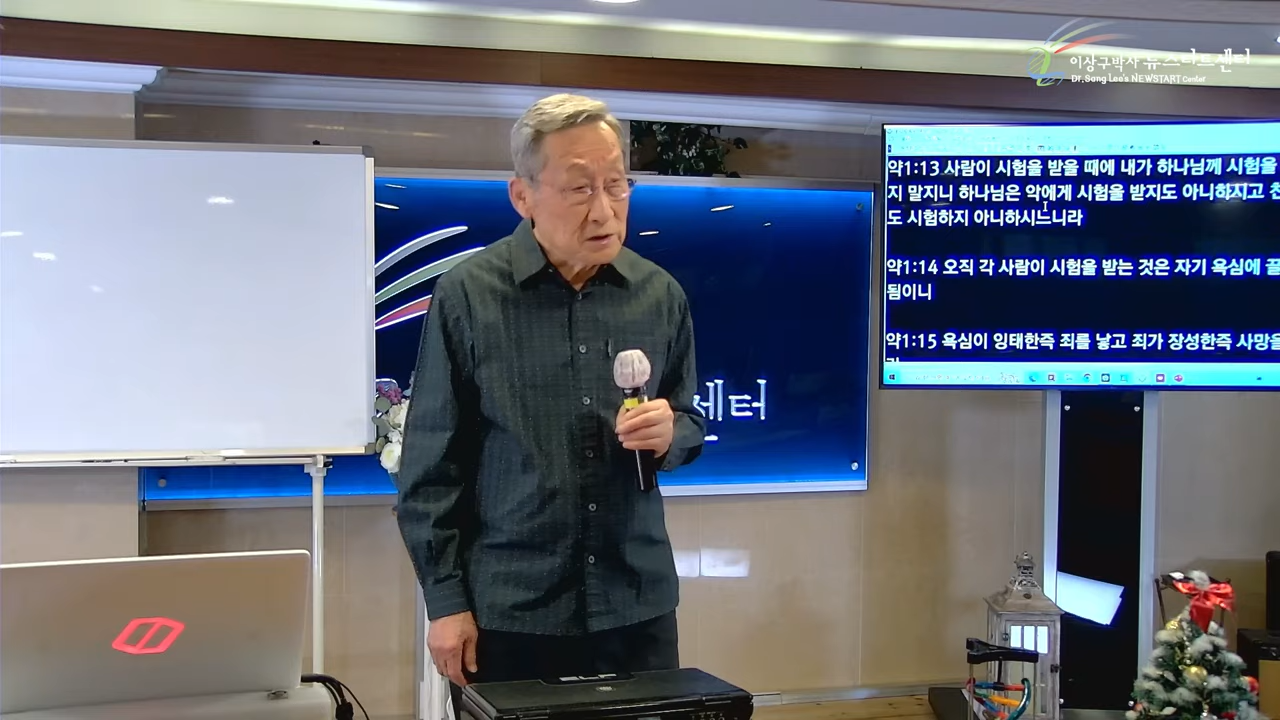 이상구박사 뉴스타트센터
Dr. Sang Lee's NEWSTART Center
약1:13 사람이 시험을 받을 때에 내가 하나님께 시험을
지 말지니 하나님은 악에게 시험을 받지도 아니하시고 친
도 시험하지 아니하시느니라
약1:14 오직 각 사람이 시험을 받는 것은 자기 욕심에 끌
됨이니
약1:15 욕심이 잉태한즉 죄를 낳고 죄가 장성한즉 사망을
센터